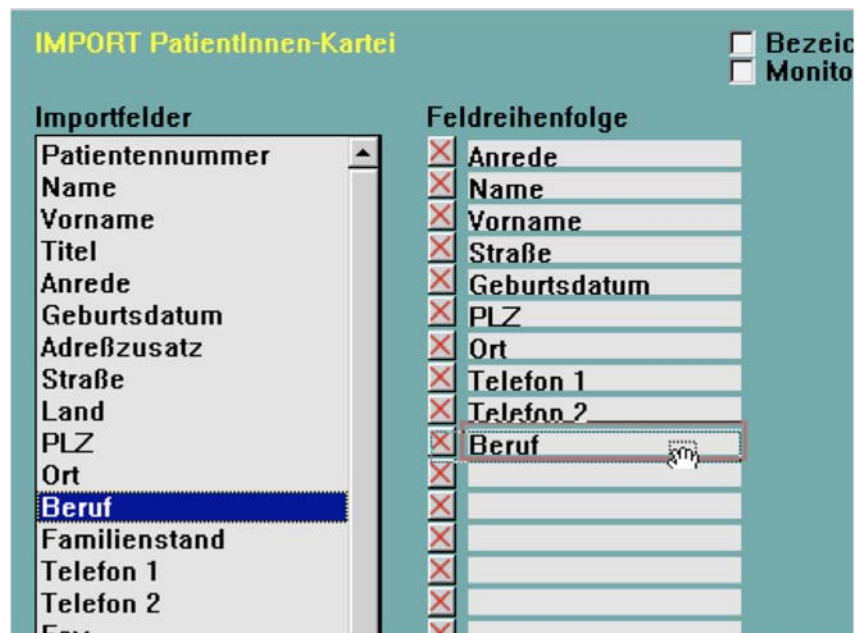 IMPORT PatientInnen-Kartei
Bezeic
Monito
Importfelder
Patientennummer
Name
Vorname
Titel
Anrede
Geburtsdatum
Adreßzusatz
Straße
Land
PLZ
Ort
Beruf
Familienstand
Telefon 1
Telefon 2
Feldreihenfolge
Anrede
Name
Vorname
Straße
Geburtsdatum
PLZ
Ort
Telefon 1
Telefon 2
Beruf